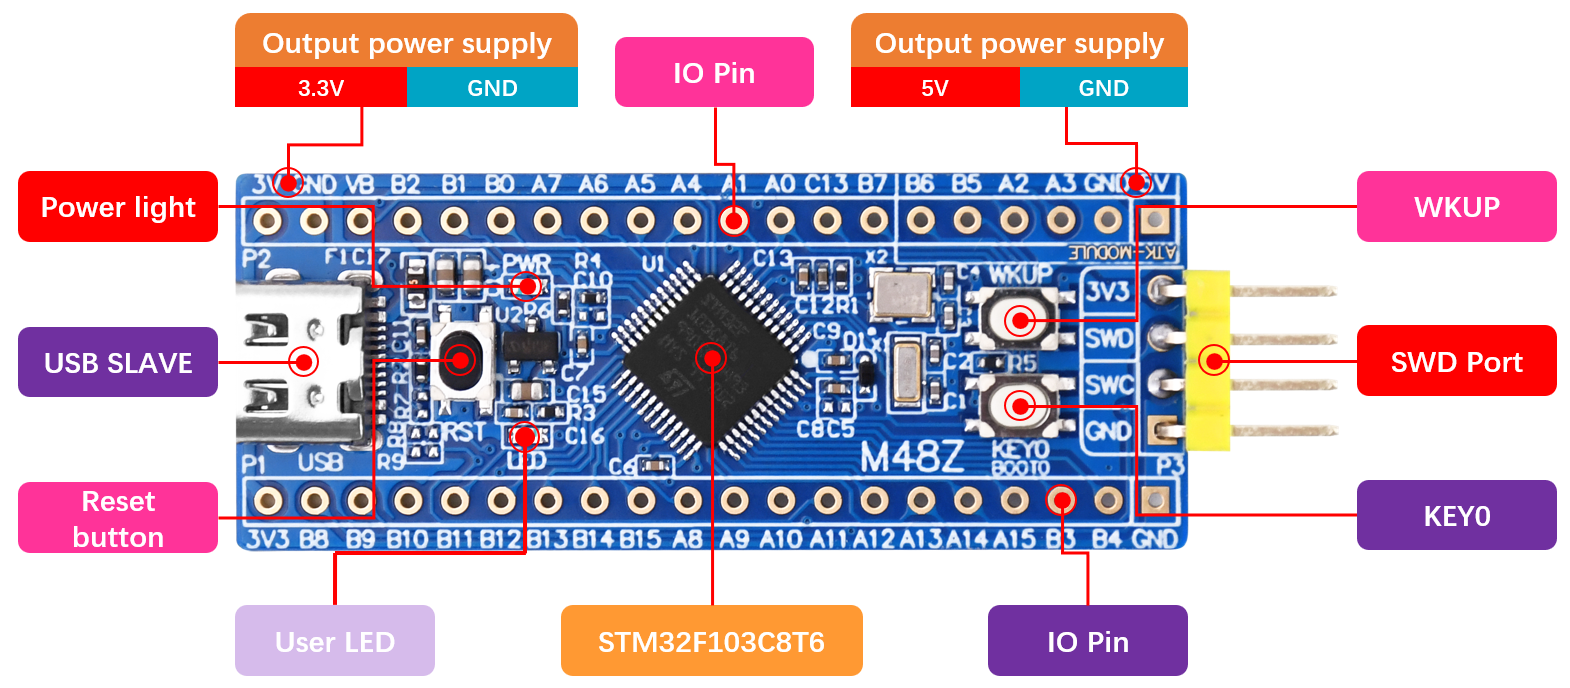 Output power supply
3.3V GND
IO Pin
Output power supply
5V GND
Power light
WKUP
GND VB B2 B1 B0 A7 A6 A5 A4 A1 A0 C13 B7 B6 B5 A2 A3 GND
ATK-MODULE
P2 F1 C17 PWR R4 U1 C13 X2 C4 WKUP
C10
3V3
R6 C12 R1
U2 C9
C11 Q1 SWD
USB SLAVE
SWD Port
C7 C2 R5
R2 C15 SWC
R7 R3 C1
R8 RST C16 C8 C5 KEY0 GND
R9 LED C6 M48Z BOOT0
P1 USB P3
Reset
button
KEY0
3V3 B8 B9 B10 B11 B12 B13 B14 B15 A8 A9 A10 A11 A12 A13 A14 A15 B3 B4 GND
User LED
STM32F103C8T6
IO Pin